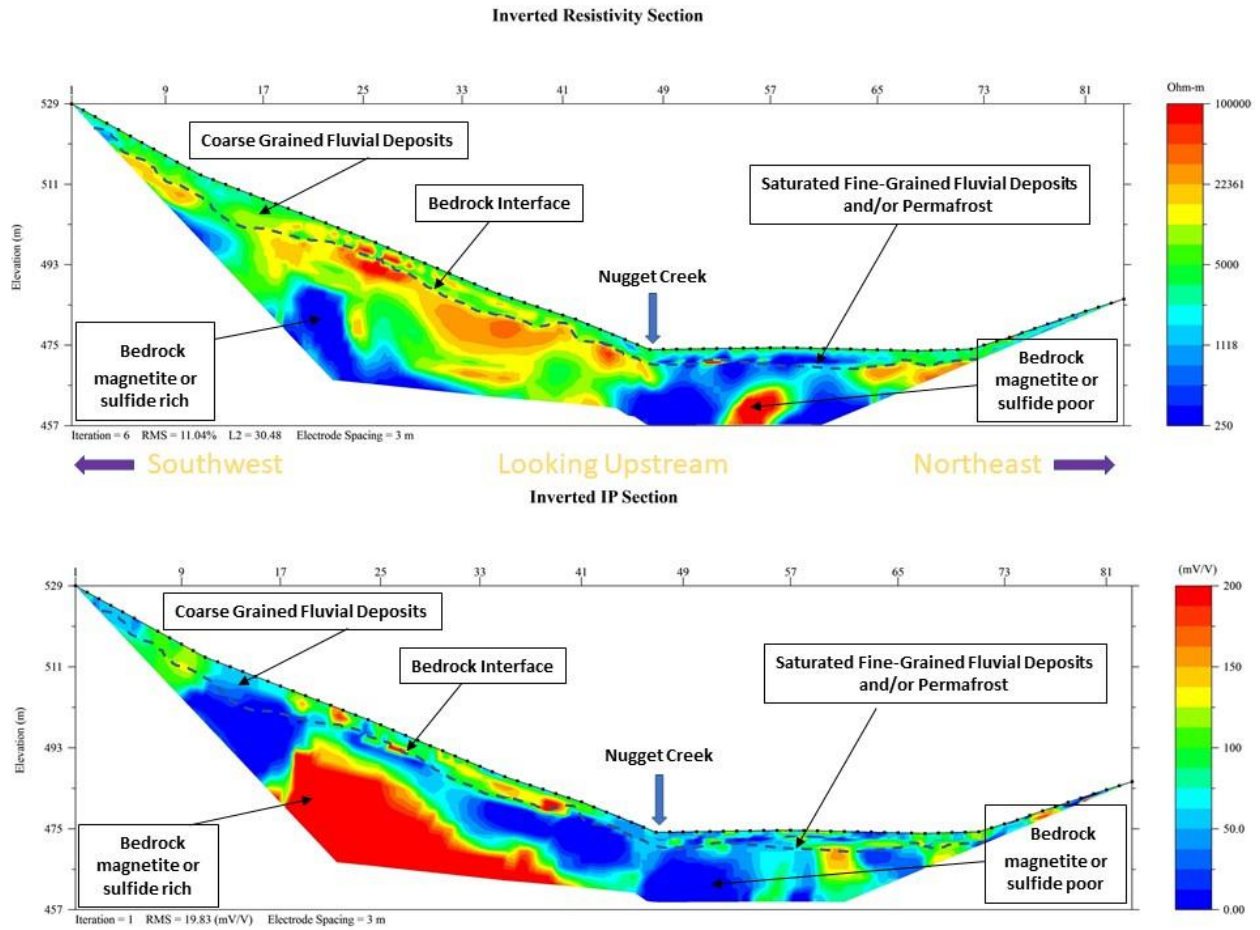 Inverted Resistivity Section
1 9 17 25 33 41 49 57 65 73 81
Ohm-m
529
511
493
475
457
Elevation (m)
100000
22361
5000
1118
250
Coarse Grained Fluvial Deposits
Bedrock Interface
Saturated Fine-Grained Fluvial Deposits
and/or Permafrost
Nugget Creek
Bedrock
magnetite or
sulfide rich
Bedrock
magnetite or
sulfide poor
Iteration = 6 RMS = 11.04% L2 = 30.48 Electrode Spacing = 3 m
Southwest Looking Upstream Northeast
Inverted IP Section
1 9 17 25 33 41 49 57 65 73 81
(mV/V)
529
511
493
475
457
Elevation (m)
200
150
100
50.0
0.00
Coarse Grained Fluvial Deposits
Bedrock Interface
Saturated Fine-Grained Fluvial Deposits
and/or Permafrost
Nugget Creek
Bedrock
magnetite or
sulfide rich
Bedrock
magnetite or
sulfide poor
Iteration = 1 RMS = 19.83 (mV/V) Electrode Spacing = 3 m